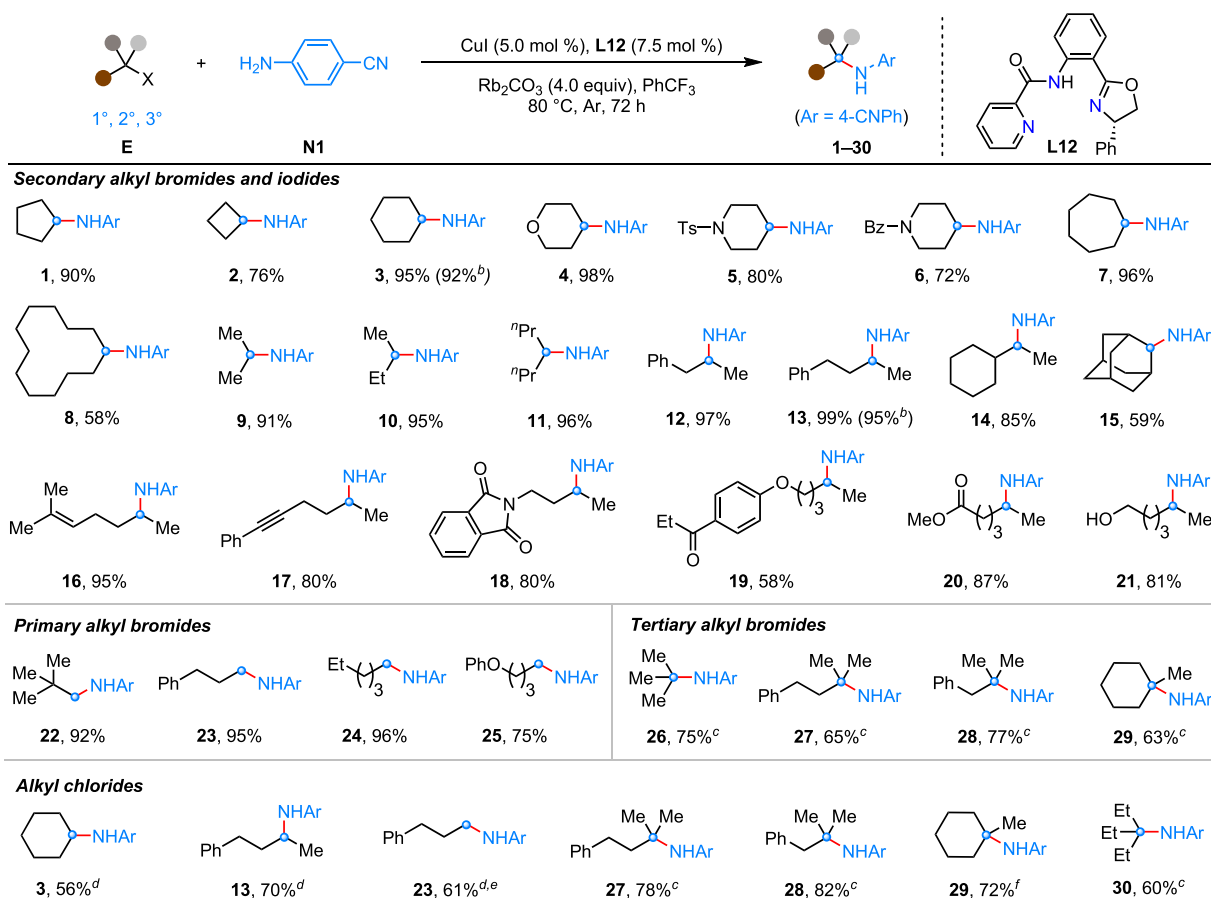 CuI (5.0 mol %), L12 (7.5 mol %)
Rb2CO3 (4.0 equiv), PhCF3
80 °C, Ar, 72 h
X
+
H2N
CN
Ar
N
H
1°, 2°, 3°
(Ar = 4-CNPh)
E
N1
1–30
O
NH
N
O
N
Ph
L12
Secondary alkyl bromides and iodides
NHAr
NHAr
NHAr
O
NHAr
Ts
N
NHAr
Bz
N
NHAr
NHAr
1, 90%
2, 76%
3, 95% (92%b)
4, 98%
5, 80%
6, 72%
7, 96%
NHAr
Me
NHAr
Me
Me
NHAr
Et
nPr
NHAr
nPr
NHAr
Ph
Me
NHAr
Ph
Me
NHAr
Me
NHAr
8, 58%
9, 91%
10, 95%
11, 96%
12, 97%
13, 99% (95%b)
14, 85%
15, 59%
Me
Me
NHAr
Me
Ph
NHAr
Me
O
N
O
NHAr
Me
Et
O
O
( )3
NHAr
Me
O
MeO
( )3
NHAr
Me
HO
( )3
NHAr
Me
16, 95%
17, 80%
18, 80%
19, 58%
20, 87%
21, 81%
Primary alkyl bromides
Me
Me
Me
NHAr
Ph
NHAr
Et
( )3
NHAr
PhO
( )3
NHAr
22, 92%
23, 95%
24, 96%
25, 75%
Tertiary alkyl bromides
Me
Me
Me
NHAr
Me Me
Ph
NHAr
Me Me
Ph
NHAr
Me
NHAr
26, 75%c
27, 65%c
28, 77%c
29, 63%c
Alkyl chlorides
NHAr
NHAr
Ph
Me
Ph
NHAr
Me Me
Ph
NHAr
Me Me
Ph
NHAr
Me
NHAr
Et
Et
NHAr
Et
3, 56%d
13, 70%d
23, 61%d,e
27, 78%c
28, 82%c
29, 72%f
30, 60%c